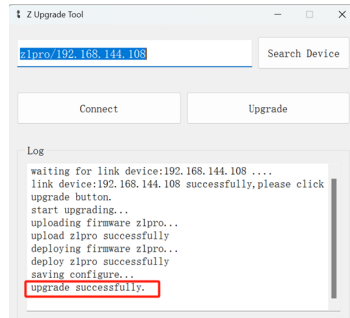 Z Upgrade Tool
z1pro/192.168.144.108
Search Device
Connect
Upgrade
Log
waiting for link device:192.168.144.108 ....
link device:192.168.144.108 successfully,please click
upgrade button.
start upgrading...
uploading firmware z1pro...
upload z1pro successfully
deploying firmware z1pro...
deploy z1pro successfully
saving configure...
upgrade successfully.